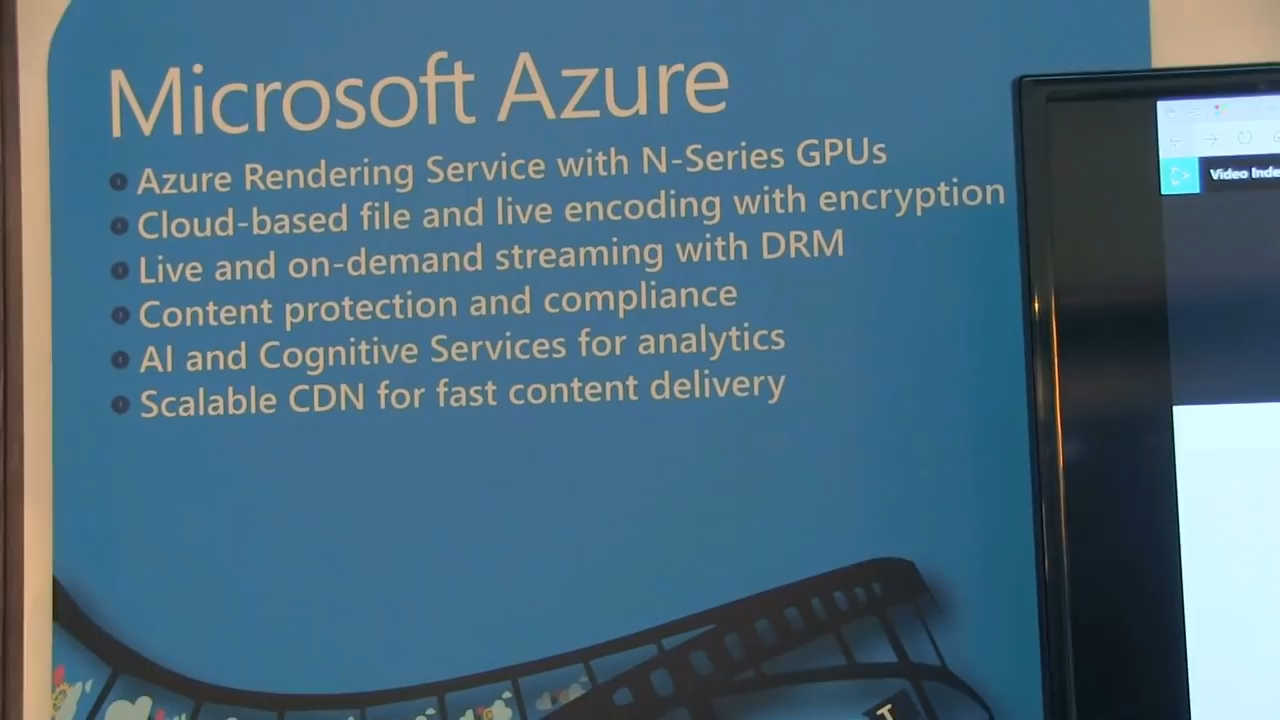 Microsoft Azure
Azure Rendering Service with N-Series GPUs
Cloud-based file and live encoding with encryption
Live and on-demand streaming with DRM
Content protection and compliance
AI and Cognitive Services for analytics
Scalable CDN for fast content delivery
Video Inde
T